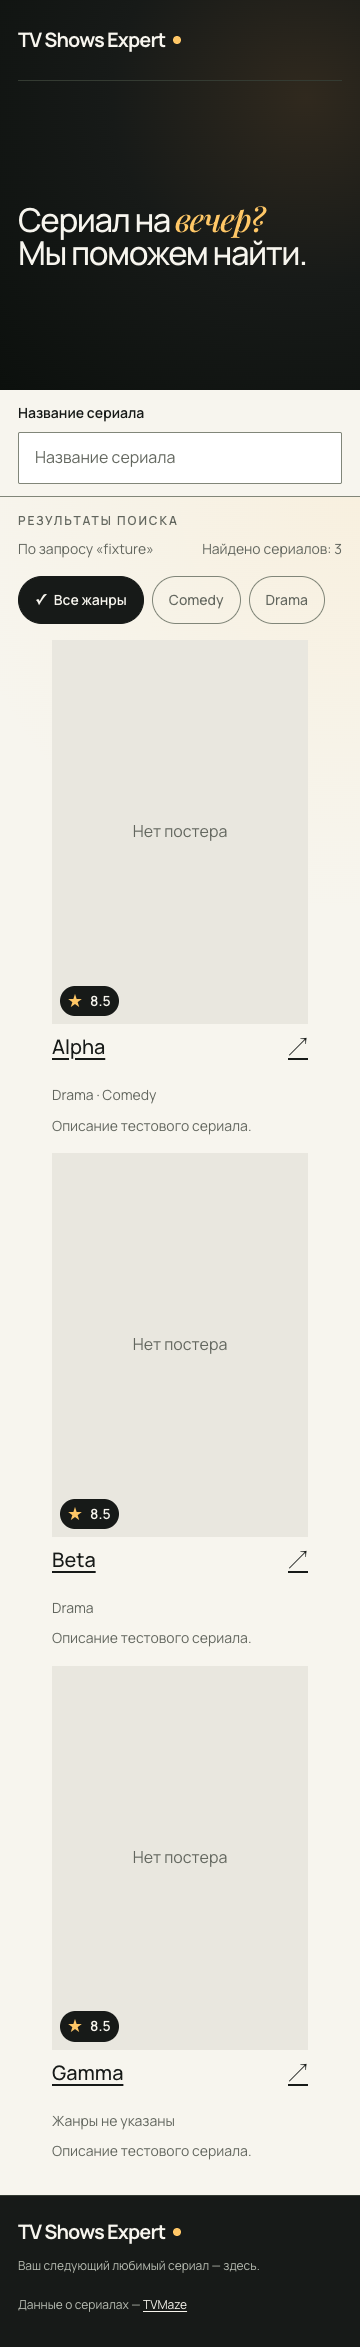 TV Shows Expert
Сериал на вечер?
Мы поможем найти.
Название сериала
Название сериала
РЕЗУЛЬТАТЫ ПОИСКА
По запросу «fixture» Найдено сериалов: 3
✓ Все жанры Comedy Drama
Нет постера
★ 8.5
Alpha ↗
Drama · Comedy
Описание тестового сериала.
Нет постера
★ 8.5
Beta ↗
Drama
Описание тестового сериала.
Нет постера
★ 8.5
Gamma ↗
Жанры не указаны
Описание тестового сериала.
TV Shows Expert
Ваш следующий любимый сериал — здесь.
Данные о сериалах — TVMaze